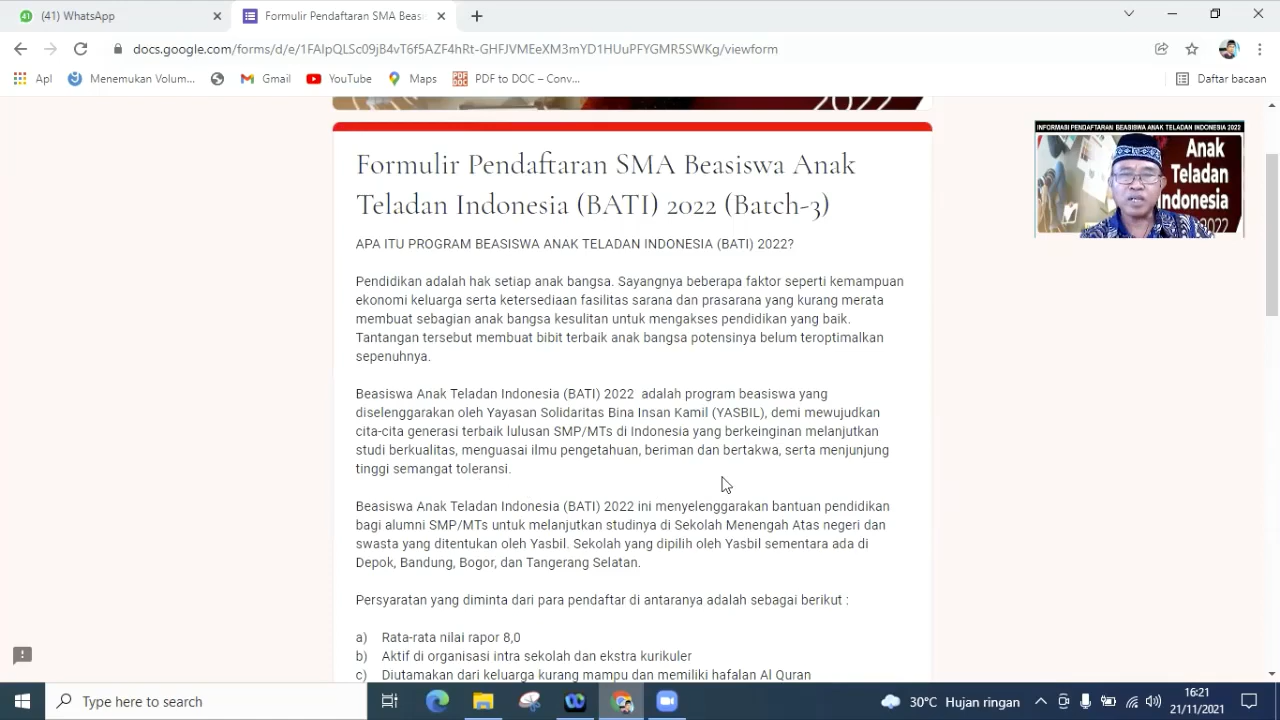 (41) WhatsApp
Formulir Pendaftaran SMA Beas
docs.google.com/forms/d/e/1FAIpQLSc09jB4vT6f5AZF4hRt-GHFJVMEeXM3mYD1HUuPFYGMR5SWKg/viewform
Apl
Menemukan Volum...
Gmail
YouTube
Maps
PDF to DOC – Conv...
Daftar bacaan
2022
INFORMASI PENDAFTARAN BEASISWA ANAK TELADAN INDONESIA 2022
Anak
Teladan
Indonesia
2022
Formulir Pendaftaran SMA Beasiswa Anak
Teladan Indonesia (BATI) 2022 (Batch-3)
APA ITU PROGRAM BEASISWA ANAK TELADAN INDONESIA (BATI) 2022?
Pendidikan adalah hak setiap anak bangsa. Sayangnya beberapa faktor seperti kemampuan
ekonomi keluarga serta ketersediaan fasilitas sarana dan prasarana yang kurang merata
membuat sebagian anak bangsa kesulitan untuk mengakses pendidikan yang baik.
Tantangan tersebut membuat bibit terbaik anak bangsa potensinya belum teroptimalkan
sepenuhnya.
Beasiswa Anak Teladan Indonesia (BATI) 2022 adalah program beasiswa yang
diselenggarakan oleh Yayasan Solidaritas Bina Insan Kamil (YASBIL), demi mewujudkan
cita-cita generasi terbaik lulusan SMP/MTs di Indonesia yang berkeinginan melanjutkan
studi berkualitas, menguasai ilmu pengetahuan, beriman dan bertakwa, serta menjunjung
tinggi semangat toleransi.
Beasiswa Anak Teladan Indonesia (BATI) 2022 ini menyelenggarakan bantuan pendidikan
bagi alumni SMP/MTs untuk melanjutkan studinya di Sekolah Menengah Atas negeri dan
swasta yang ditentukan oleh Yasbil. Sekolah yang dipilih oleh Yasbil sementara ada di
Depok, Bandung, Bogor, dan Tangerang Selatan.
Persyaratan yang diminta dari para pendaftar di antaranya adalah sebagai berikut :
a) Rata-rata nilai rapor 8,0
b) Aktif di organisasi intra sekolah dan ekstra kurikuler
c) Diutamakan dari keluarga kurang mampu dan memiliki hafalan Al Quran
Type here to search
30°C Hujan ringan
16:21
21/11/2021